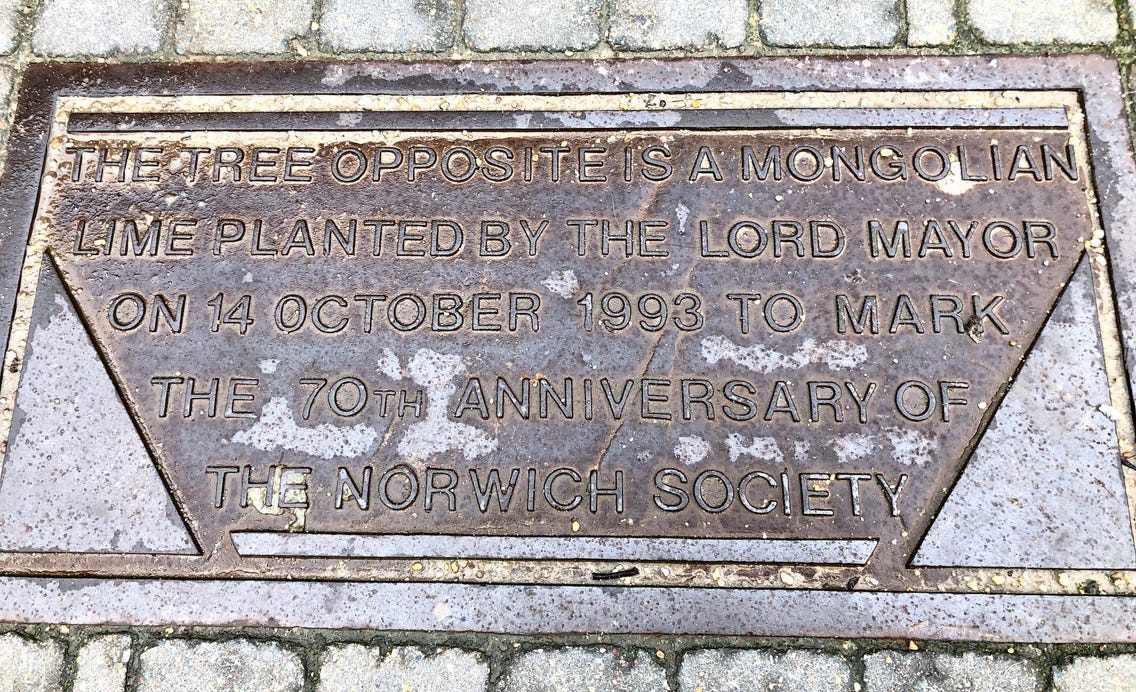 THE TREE OPPOSITE IS A MONGOLIAN
LIME PLANTED BY THE LORD MAYOR
ON 14 OCTOBER 1993 TO MARK
THE 70TH ANNIVERSARY OF
THE NORWICH SOCIETY